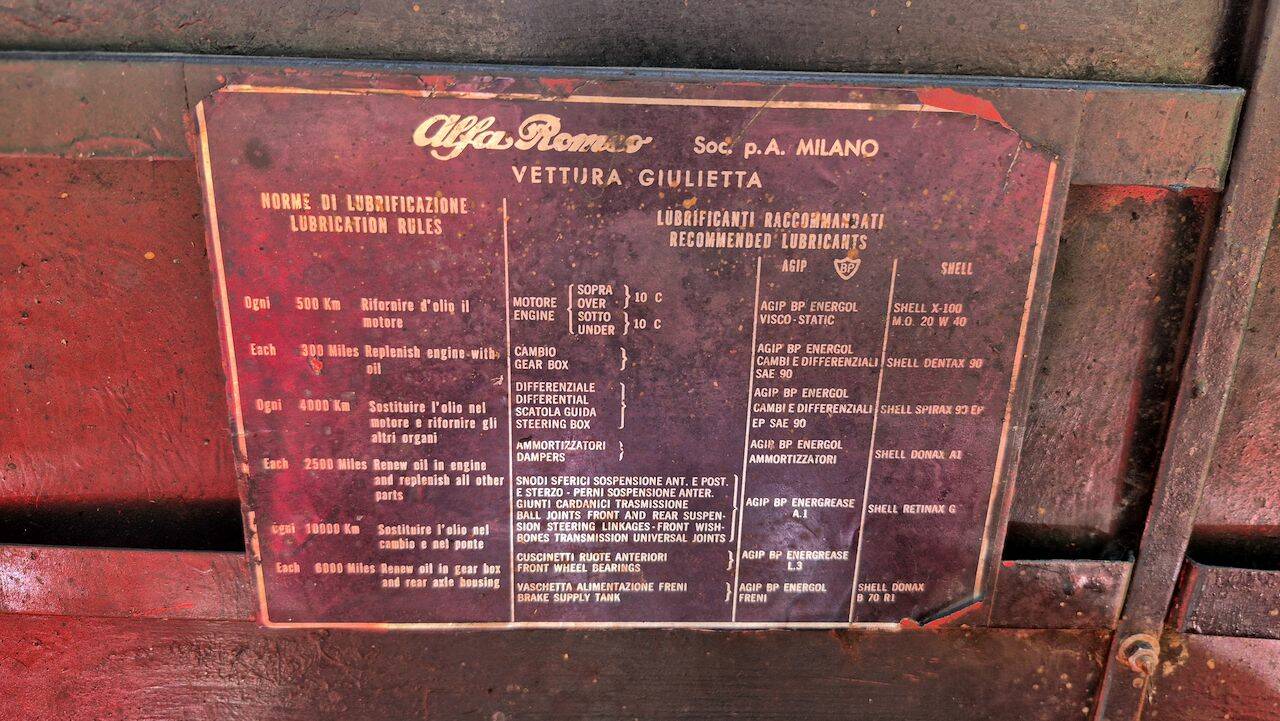 Alfa Romeo Soc. p.A. MILANO
VETTURA GIULIETTA
NORME DI LUBRIFICAZIONE
LUBRICATION RULES
Ogni 500 Km Rifornire d'olio il
motore
Each 300 Miles Replenish engine with
oil
Ogni 4000 Km Sostituire l'olio nel
motore e rifornire gli
altri organi
Each 2500 Miles Renew oil in engine
and replenish all other
parts
Ogni 10000 Km Sostituire l'olio nel
cambio e nel ponte
Each 6000 Miles Renew oil in gear box
and rear axle housing
LUBRIFICANTI RACCOMMANDATI
RECOMMENDED LUBRICANTS
AGIP BP SHELL
MOTORE
ENGINE
SOPRA
OVER
10 C
SOTTO
UNDER
10 C
AGIP BP ENERGOL
VISCO-STATIC
SHELL X-100
M.O. 20 W 40
CAMBIO
GEAR BOX
AGIP BP ENERGOL
CAMBI E DIFFERENZIALI
SAE 90
SHELL DENTAX 90
DIFFERENZIALE
DIFFERENTIAL
SCATOLA GUIDA
STEERING BOX
AGIP BP ENERGOL
CAMBI E DIFFERENZIALI
EP SAE 90
SHELL SPIRAX 90 EP
AMMORTIZZATORI
DAMPERS
AGIP BP ENERGOL
AMMORTIZZATORI
SHELL DONAX A1
SNODI SFERICI SOSPENSIONE ANT. E POST.
E STERZO - PERNI SOSPENSIONE ANTER.
GIUNTI CARDANICI TRASMISSIONE
BALL JOINTS FRONT AND REAR SUSPEN-
SION STEERING LINKAGES-FRONT WISH-
BONES TRANSMISSION UNIVERSAL JOINTS
AGIP BP ENERGREASE
A.1
SHELL RETINAX G
CUSCINETTI RUOTE ANTERIORI
FRONT WHEEL BEARINGS
AGIP BP ENERGREASE
L.3
VASCHETTA ALIMENTAZIONE FRENI
BRAKE SUPPLY TANK
AGIP BP ENERGOL
FRENI
SHELL DONAX
B 70 R1